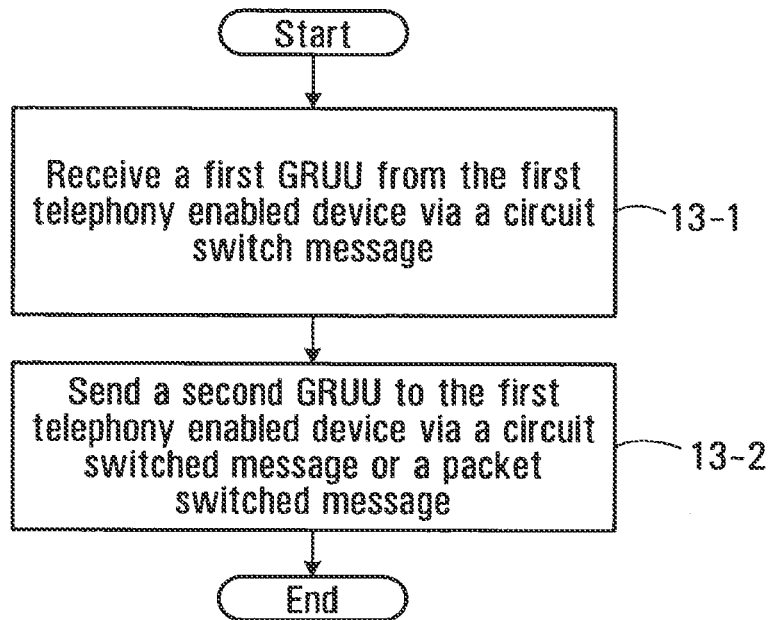 Start
Receive a first GRUU from the first
telephony enabled device via a circuit
switch message
13-1
Send a second GRUU to the first
telephony enabled device via a circuit
switched message or a packet
switched message
13-2
End